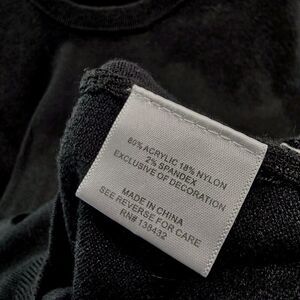 80% ACRYLIC 18% NYLON
2% SPANDEX
EXCLUSIVE OF DECORATION
MADE IN CHINA
SEE REVERSE FOR CARE
RN# 138432